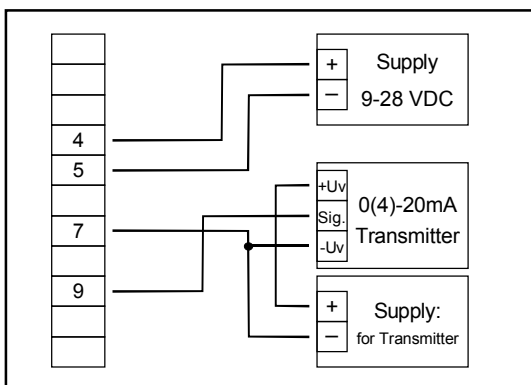 4
5
7
9
+
−
Supply
9-28 VDC
+Uv
Sig.
-Uv
0(4)-20mA
Transmitter
+
−
Supply:
for Transmitter